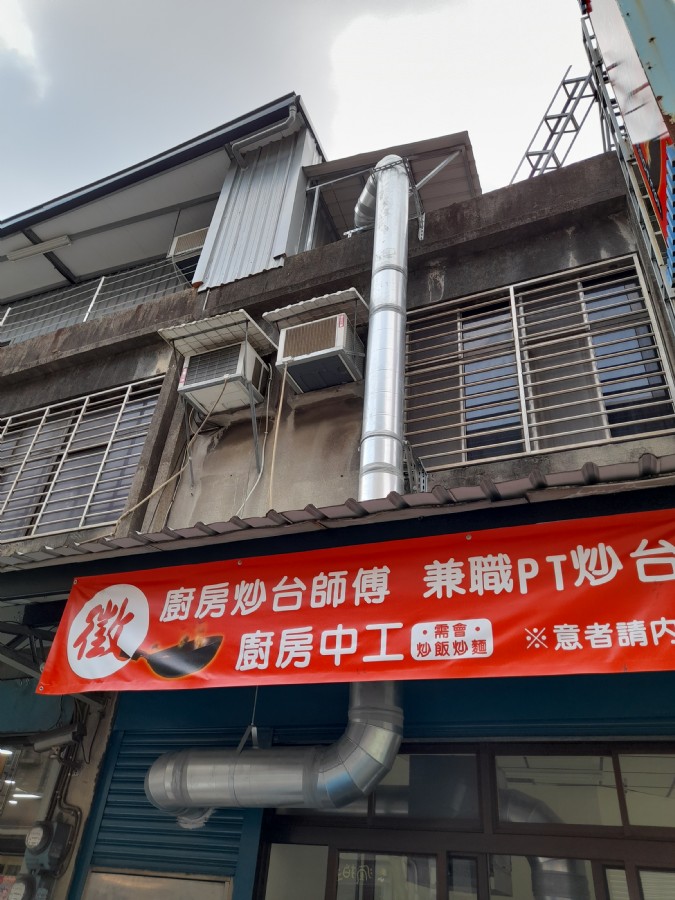 徵
廚房炒台師傅 兼職PT炒台
廚房中工
·需會·
炒飯炒麵
※意者請內